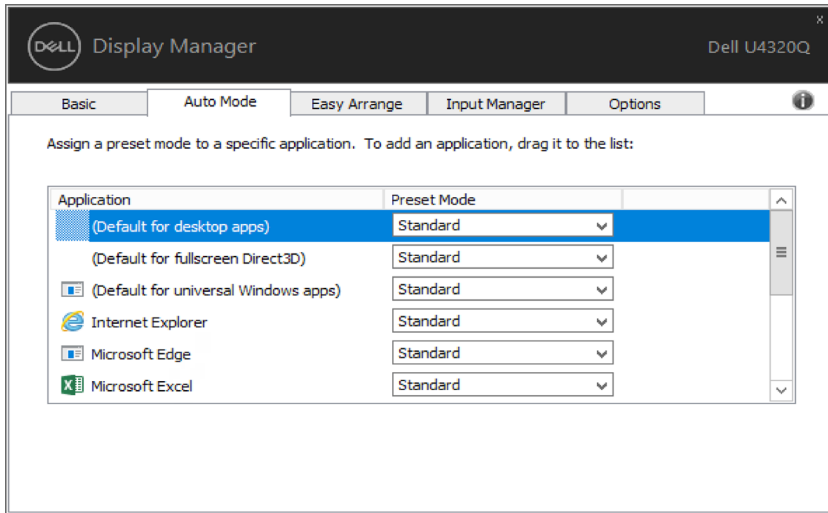 DELL Display Manager Dell U4320Q x
Basic Auto Mode Easy Arrange Input Manager Options
Assign a preset mode to a specific application. To add an application, drag it to the list:
Application Preset Mode
(Default for desktop apps) Standard
(Default for fullscreen Direct3D) Standard
(Default for universal Windows apps) Standard
Internet Explorer Standard
Microsoft Edge Standard
Microsoft Excel Standard